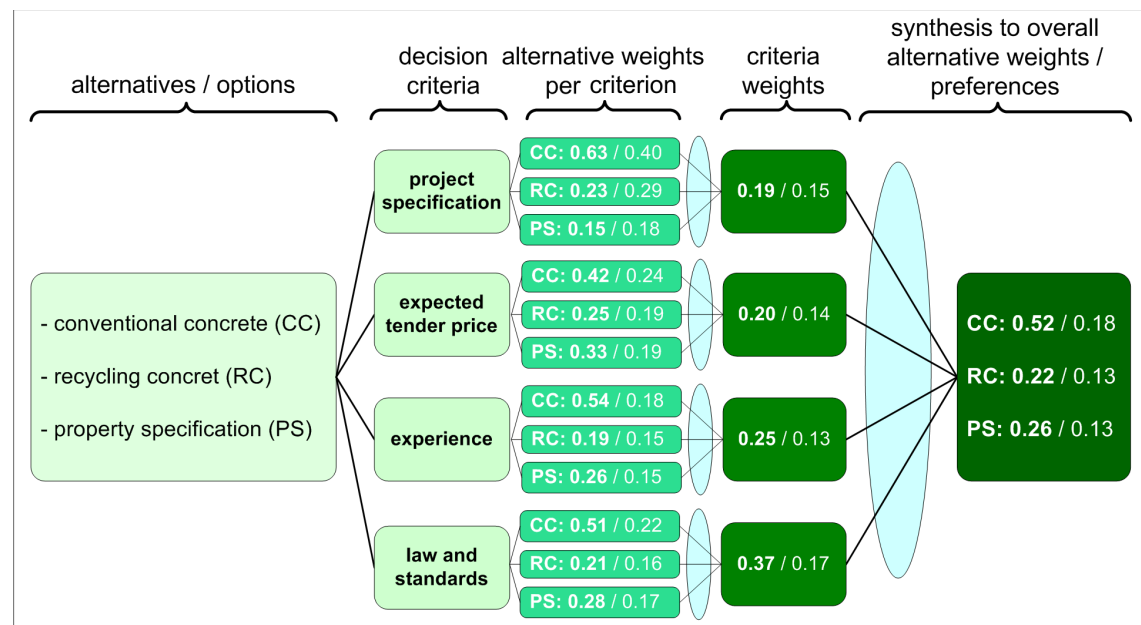 alternatives / options
decision
criteria
alternative weights
per criterion
criteria
weights
synthesis to overall
alternative weights /
preferences
- conventional concrete (CC)
- recycling concret (RC)
- property specification (PS)
project
specification
CC: 0.63 / 0.40
RC: 0.23 / 0.29
PS: 0.15 / 0.18
0.19 / 0.15
expected
tender price
CC: 0.42 / 0.24
RC: 0.25 / 0.19
PS: 0.33 / 0.19
0.20 / 0.14
experience
CC: 0.54 / 0.18
RC: 0.19 / 0.15
PS: 0.26 / 0.15
0.25 / 0.13
law and
standards
CC: 0.51 / 0.22
RC: 0.21 / 0.16
PS: 0.28 / 0.17
0.37 / 0.17
CC: 0.52 / 0.18
RC: 0.22 / 0.13
PS: 0.26 / 0.13